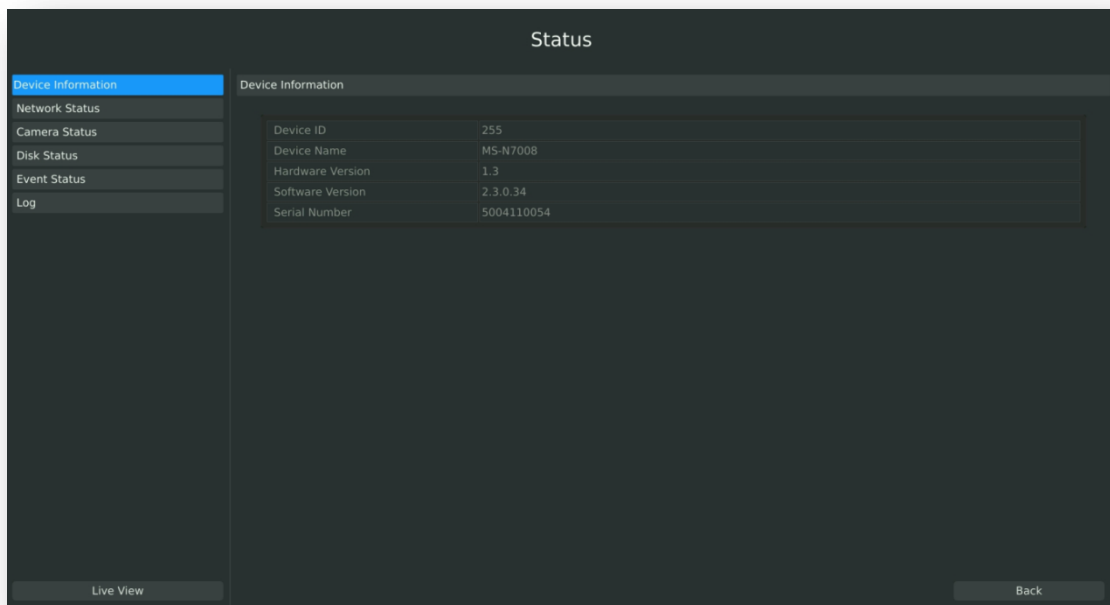 Status
Device Information
Network Status
Camera Status
Disk Status
Event Status
Log
Live View
Device Information
Device ID 255
Device Name MS-N7008
Hardware Version 1.3
Software Version 2.3.0.34
Serial Number 5004110054
Back